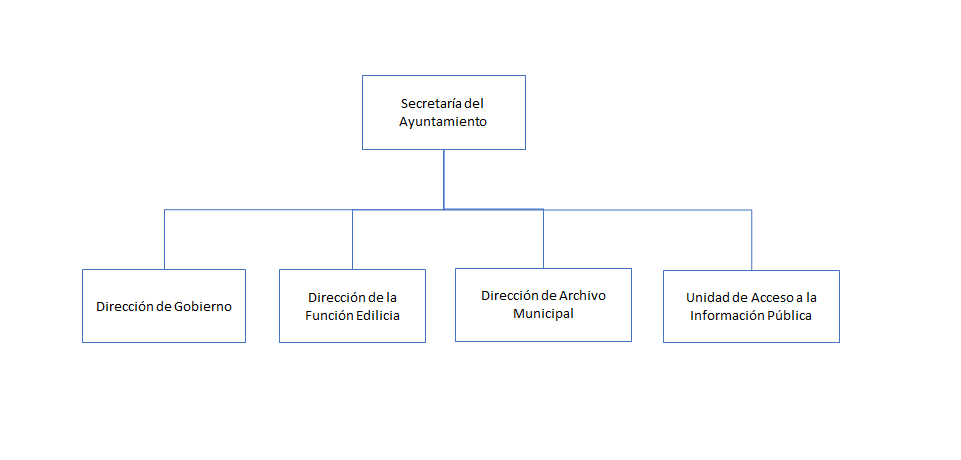 Secretaría del
Ayuntamiento
Dirección de Gobierno
Dirección de la
Función Edilicia
Dirección de Archivo
Municipal
Unidad de Acceso a la
Información Pública